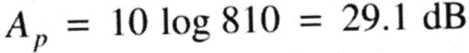 A_p = 10 log 810 = 29.1 dB